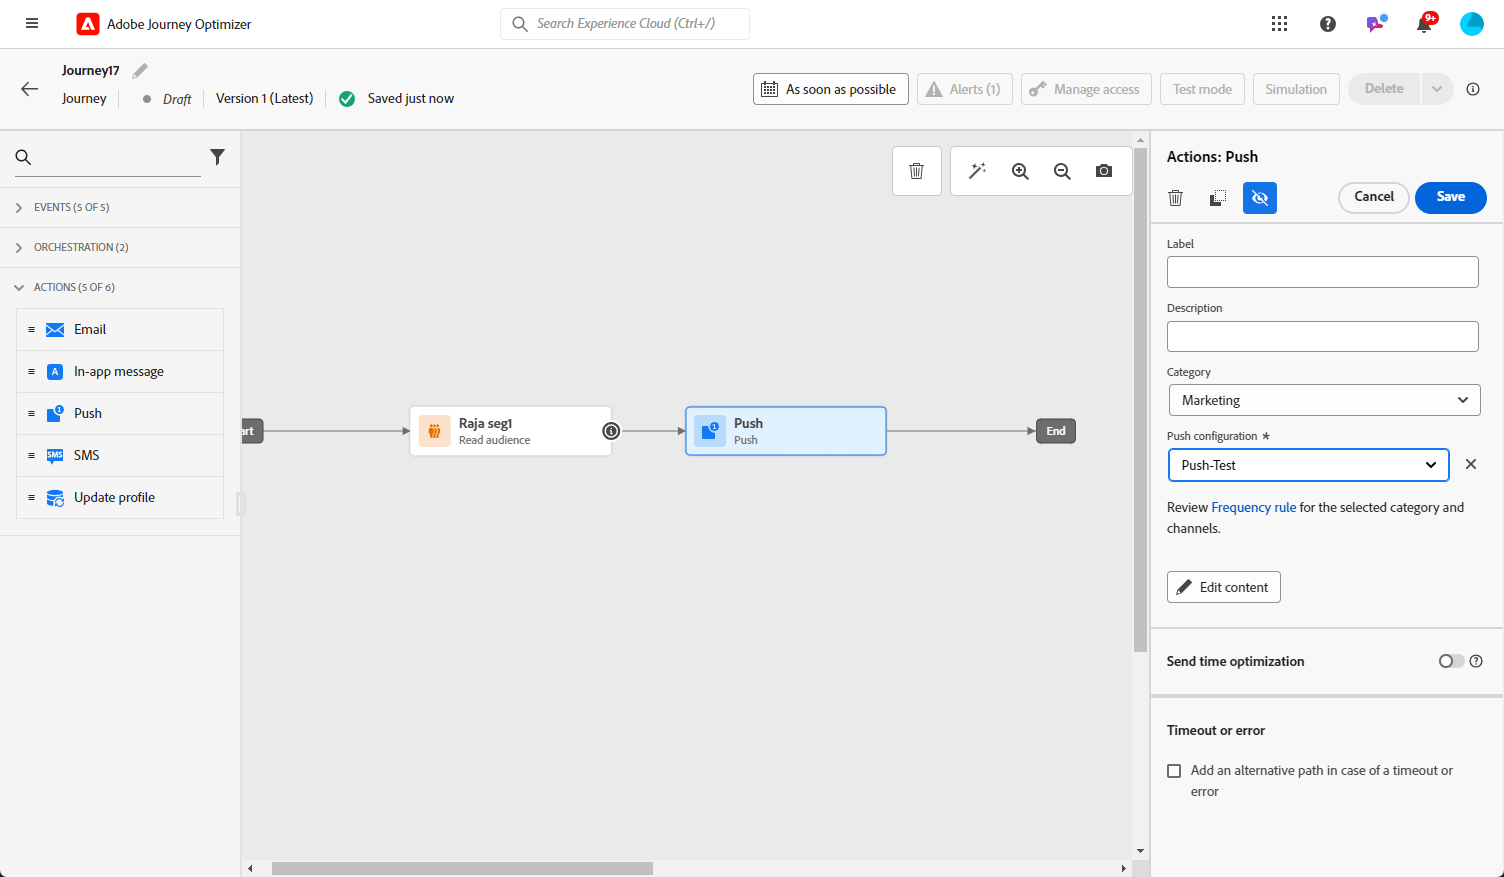 Adobe Journey Optimizer
Search Experience Cloud (Ctrl+/)
9+
Journey17
Journey
Draft
Version 1 (Latest)
Saved just now
As soon as possible
Alerts (1)
Manage access
Test mode
Simulation
Delete
EVENTS (5 OF 5)
ORCHESTRATION (2)
ACTIONS (5 OF 6)
Email
In-app message
Push
SMS
SMS
Update profile
art
Raja seg1
Read audience
Push
Push
End
Actions: Push
Cancel
Save
Label
Description
Category
Marketing
Push configuration *
Push-Test
Review Frequency rule for the selected category and
channels.
Edit content
Send time optimization
Timeout or error
Add an alternative path in case of a timeout or
error